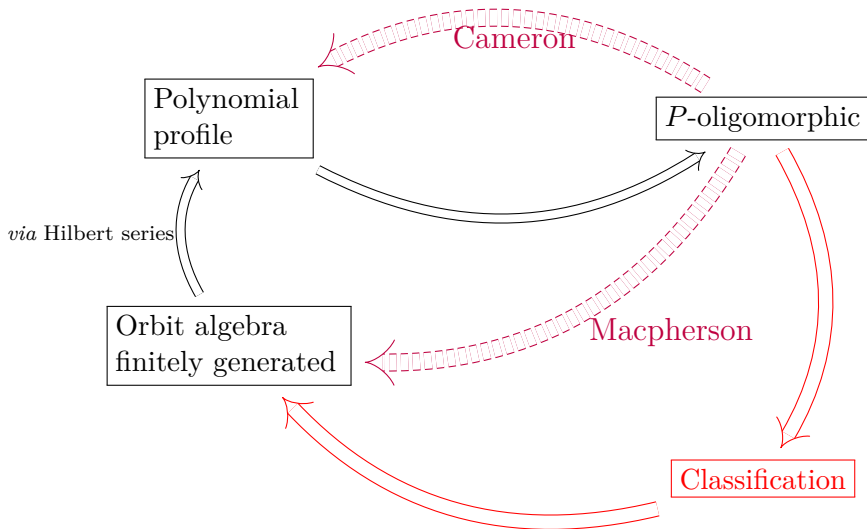 Cameron
Polynomial
profile
P-oligomorphic
via Hilbert series
Orbit algebra
finitely generated
Macpherson
Classification